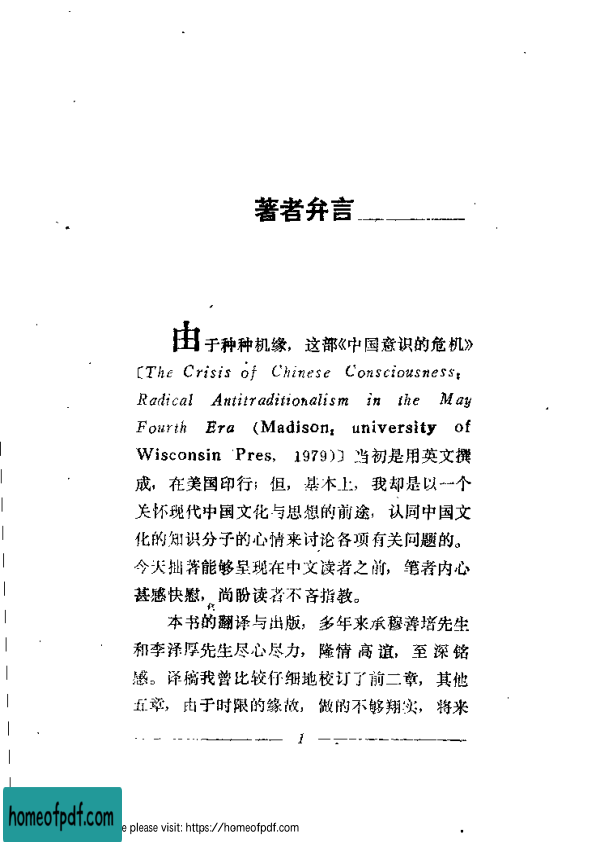 著者弁言
由于种种机缘，这部《中国意识的危机》
〔The Crisis of Chinese Consciousness:
Radical Antitraditionalism in the May
Fourth Era (Madison: university of
Wisconsin Pres, 1979)〕当初是用英文撰
成，在美国印行；但，基本上，我却是以一个
关怀现代中国文化与思想的前途，认同中国文
化的知识分子的心情来讨论各项有关问题的。
今天拙著能够呈现在中文读者之前，笔者内心
甚感快慰，尚盼读者不吝指教。
本书的翻译与出版，多年来承穆善培先生
和李泽厚先生尽心尽力，隆情高谊，至深铭
感。译稿我曾比较仔细地校订了前二章，其他
五章，由于时限的缘故，做的不够翔实，将来
1
homeofpdf.com
e please visit: https://homeofpdf.com